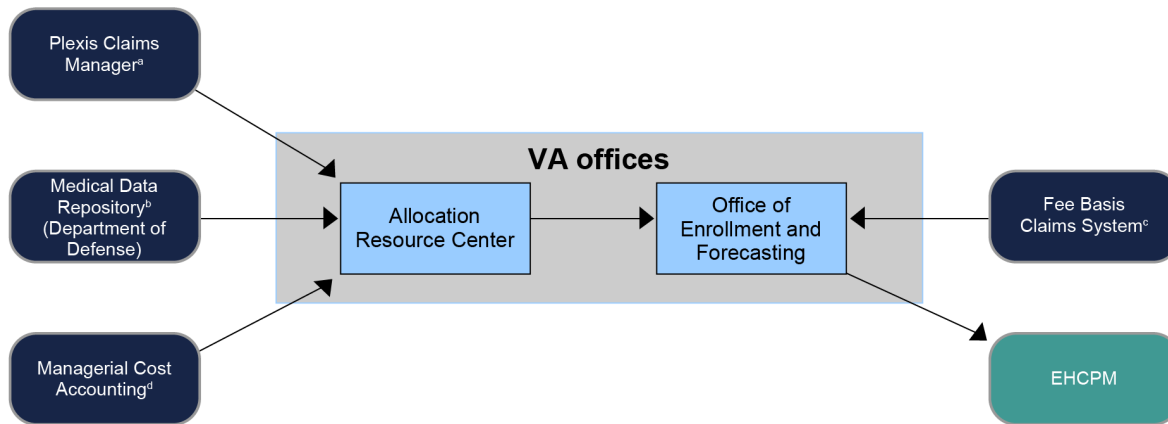 Plexis Claims
Managerᵃ
Medical Data
Repositoryᵇ
(Department of
Defense)
Managerial Cost
Accountingᵈ
VA offices
Allocation
Resource Center
Office of
Enrollment and
Forecasting
Fee Basis
Claims Systemᶜ
EHCPM